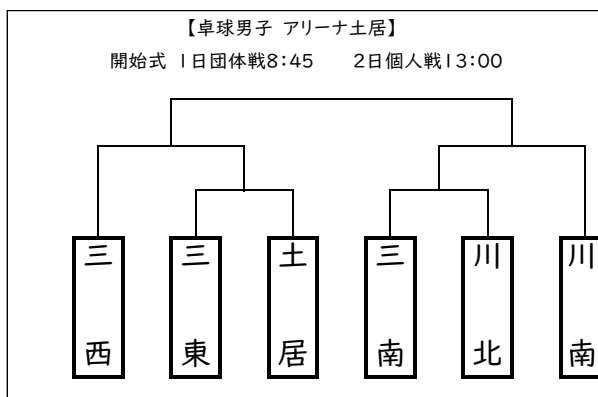 【卓球男子 アリーナ土居】
開始式 1日団体戦8:45　2日個人戦13:00
三西
三東
土居
三南
川北
川南